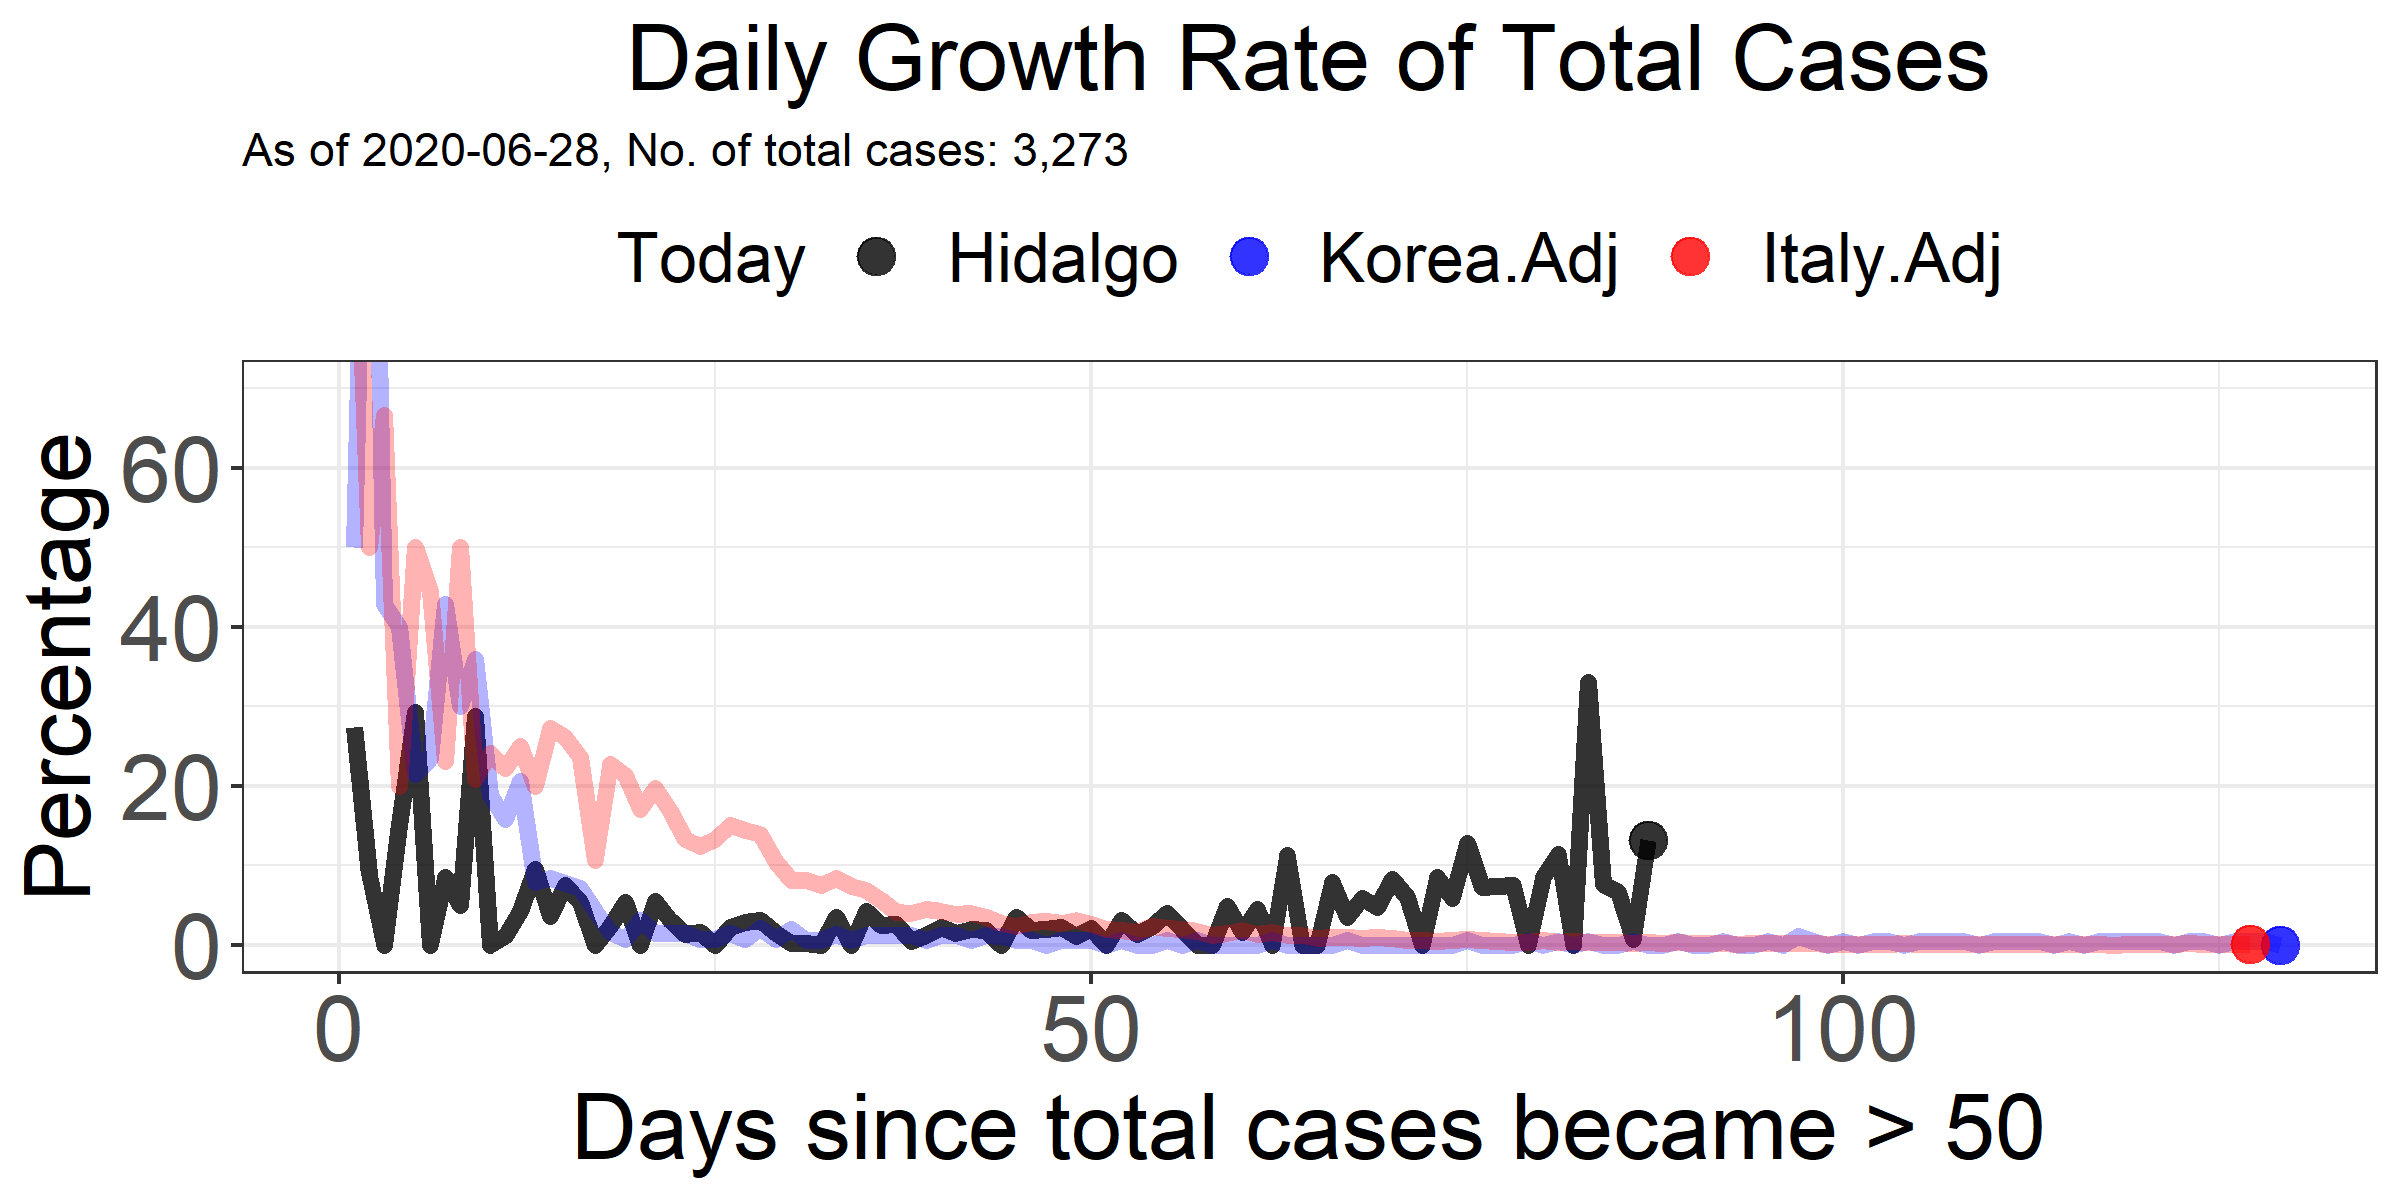 Daily Growth Rate of Total Cases
As of 2020-06-28, No. of total cases: 3,273
Today Hidalgo Korea.Adj Italy.Adj
Percentage
60
40
20
0
0 50 100
Days since total cases became > 50